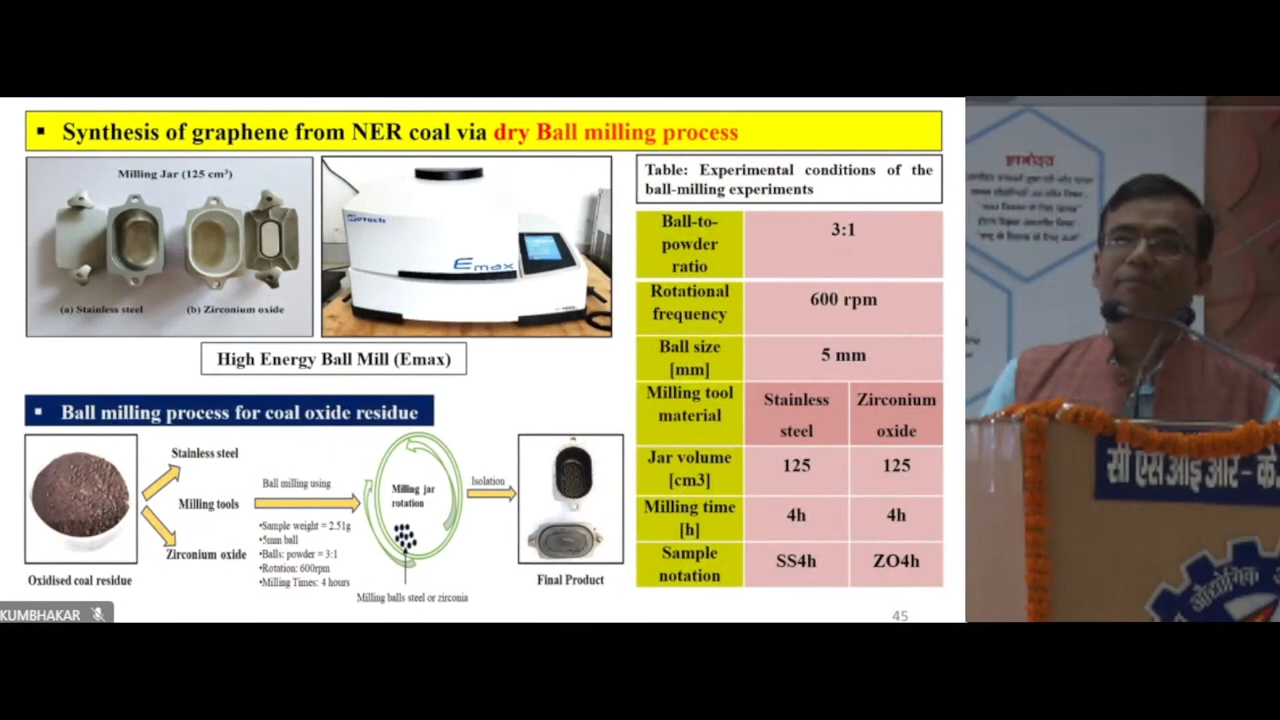 ▪ Synthesis of graphene from NER coal via dry Ball milling process
Milling Jar (125 cm³)
(a) Stainless steel
(b) Zirconium oxide
Emax
High Energy Ball Mill (Emax)
▪ Ball milling process for coal oxide residue
Oxidised coal residue
Stainless steel
Milling tools
Zirconium oxide
Ball milling using
•Sample weight = 2.51g
•5mm ball
•Balls: powder = 3:1
•Rotation: 600rpm
•Milling Times: 4 hours
Milling jar
rotation
Milling balls steel or zirconia
Isolation
Final Product
Table: Experimental conditions of the
ball-milling experiments
Ball-to-
powder
ratio
3:1
Rotational
frequency
600 rpm
Ball size
[mm]
5 mm
Milling tool
material
Stainless
steel
Zirconium
oxide
Jar volume
[cm3]
125
125
Milling time
[h]
4h
4h
Sample
notation
SS4h
ZO4h
45
KUMBHAKAR
सी एस आई आर - के.
औद्योगिक